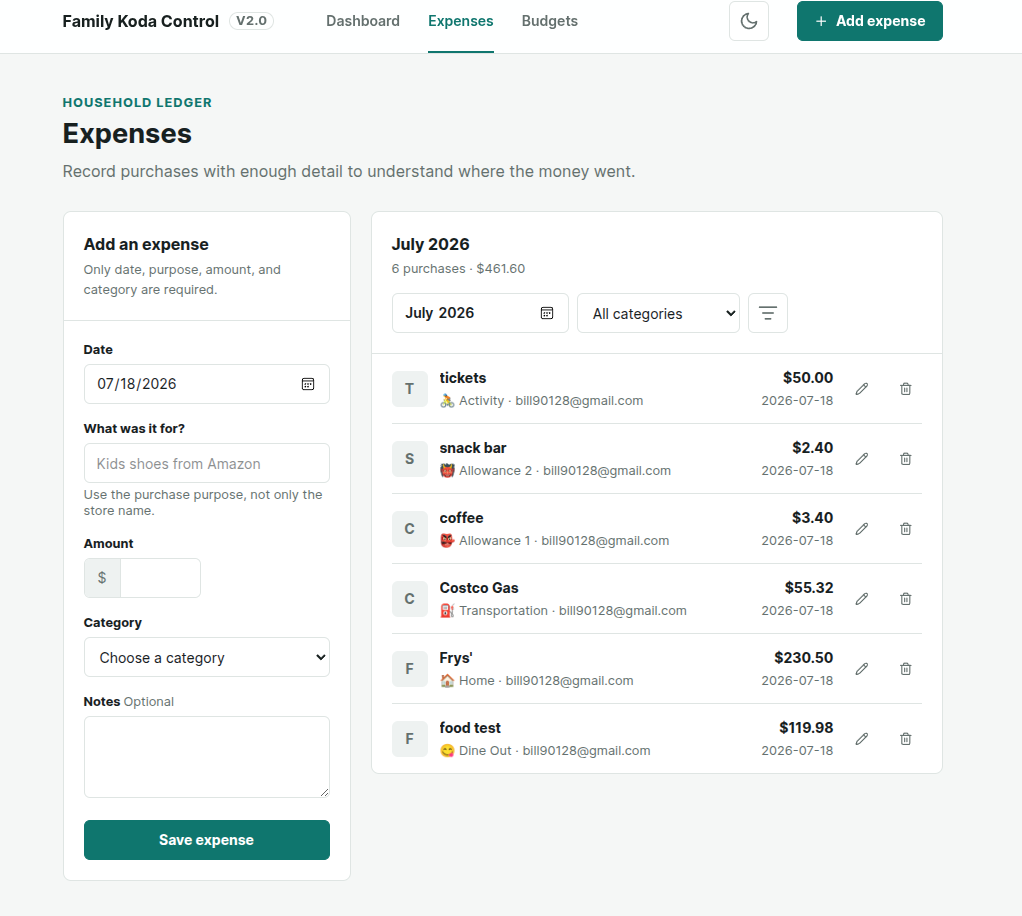 Family Koda Control V2.0 Dashboard Expenses Budgets + Add expense
HOUSEHOLD LEDGER
Expenses
Record purchases with enough detail to understand where the money went.
Add an expense
Only date, purpose, amount, and
category are required.
Date
07/18/2026
What was it for?
Kids shoes from Amazon
Use the purchase purpose, not only the
store name.
Amount
$
Category
Choose a category
Notes Optional
Save expense
July 2026
6 purchases · $461.60
July 2026 All categories
T tickets $50.00
🚴 Activity · bill90128@gmail.com 2026-07-18
S snack bar $2.40
👹 Allowance 2 · bill90128@gmail.com 2026-07-18
C coffee $3.40
👺 Allowance 1 · bill90128@gmail.com 2026-07-18
C Costco Gas $55.32
⛽ Transportation · bill90128@gmail.com 2026-07-18
F Frys' $230.50
🏠 Home · bill90128@gmail.com 2026-07-18
F food test $119.98
😋 Dine Out · bill90128@gmail.com 2026-07-18